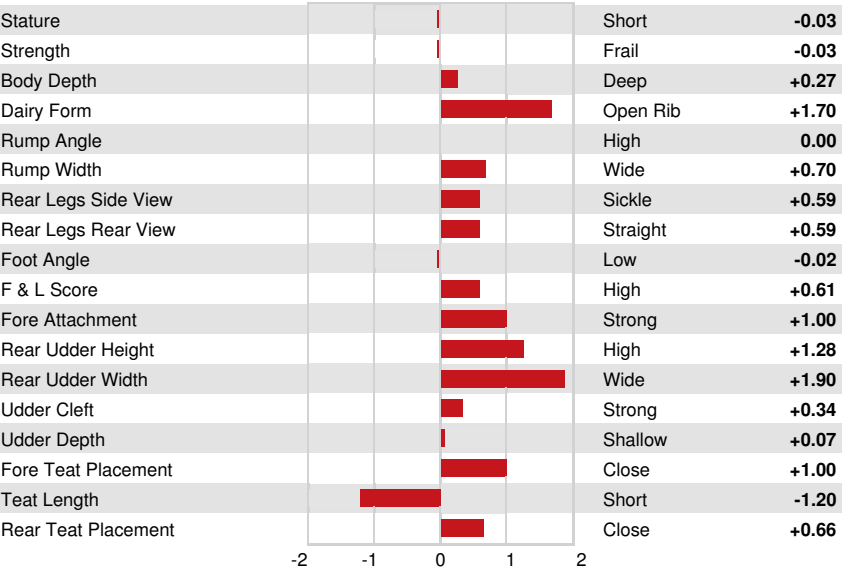 Stature Short -0.03
Strength Frail -0.03
Body Depth Deep +0.27
Dairy Form Open Rib +1.70
Rump Angle High 0.00
Rump Width Wide +0.70
Rear Legs Side View Sickle +0.59
Rear Legs Rear View Straight +0.59
Foot Angle Low -0.02
F & L Score High +0.61
Fore Attachment Strong +1.00
Rear Udder Height High +1.28
Rear Udder Width Wide +1.90
Udder Cleft Strong +0.34
Udder Depth Shallow +0.07
Fore Teat Placement Close +1.00
Teat Length Short -1.20
Rear Teat Placement Close +0.66
-2 -1 0 1 2